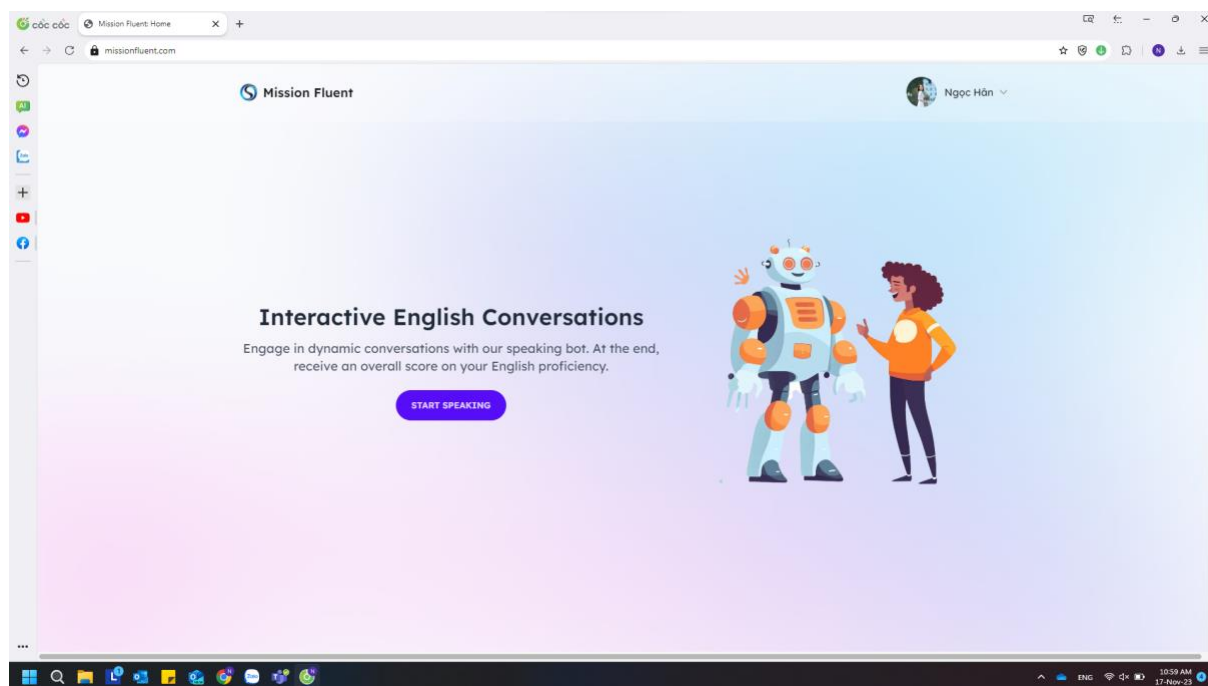 cốc cốc
Mission Fluent: Home
missionfluent.com
Mission Fluent
Ngọc Hân
Interactive English Conversations
Engage in dynamic conversations with our speaking bot. At the end,
receive an overall score on your English proficiency.
START SPEAKING
ENG
10:59 AM
17-Nov-23